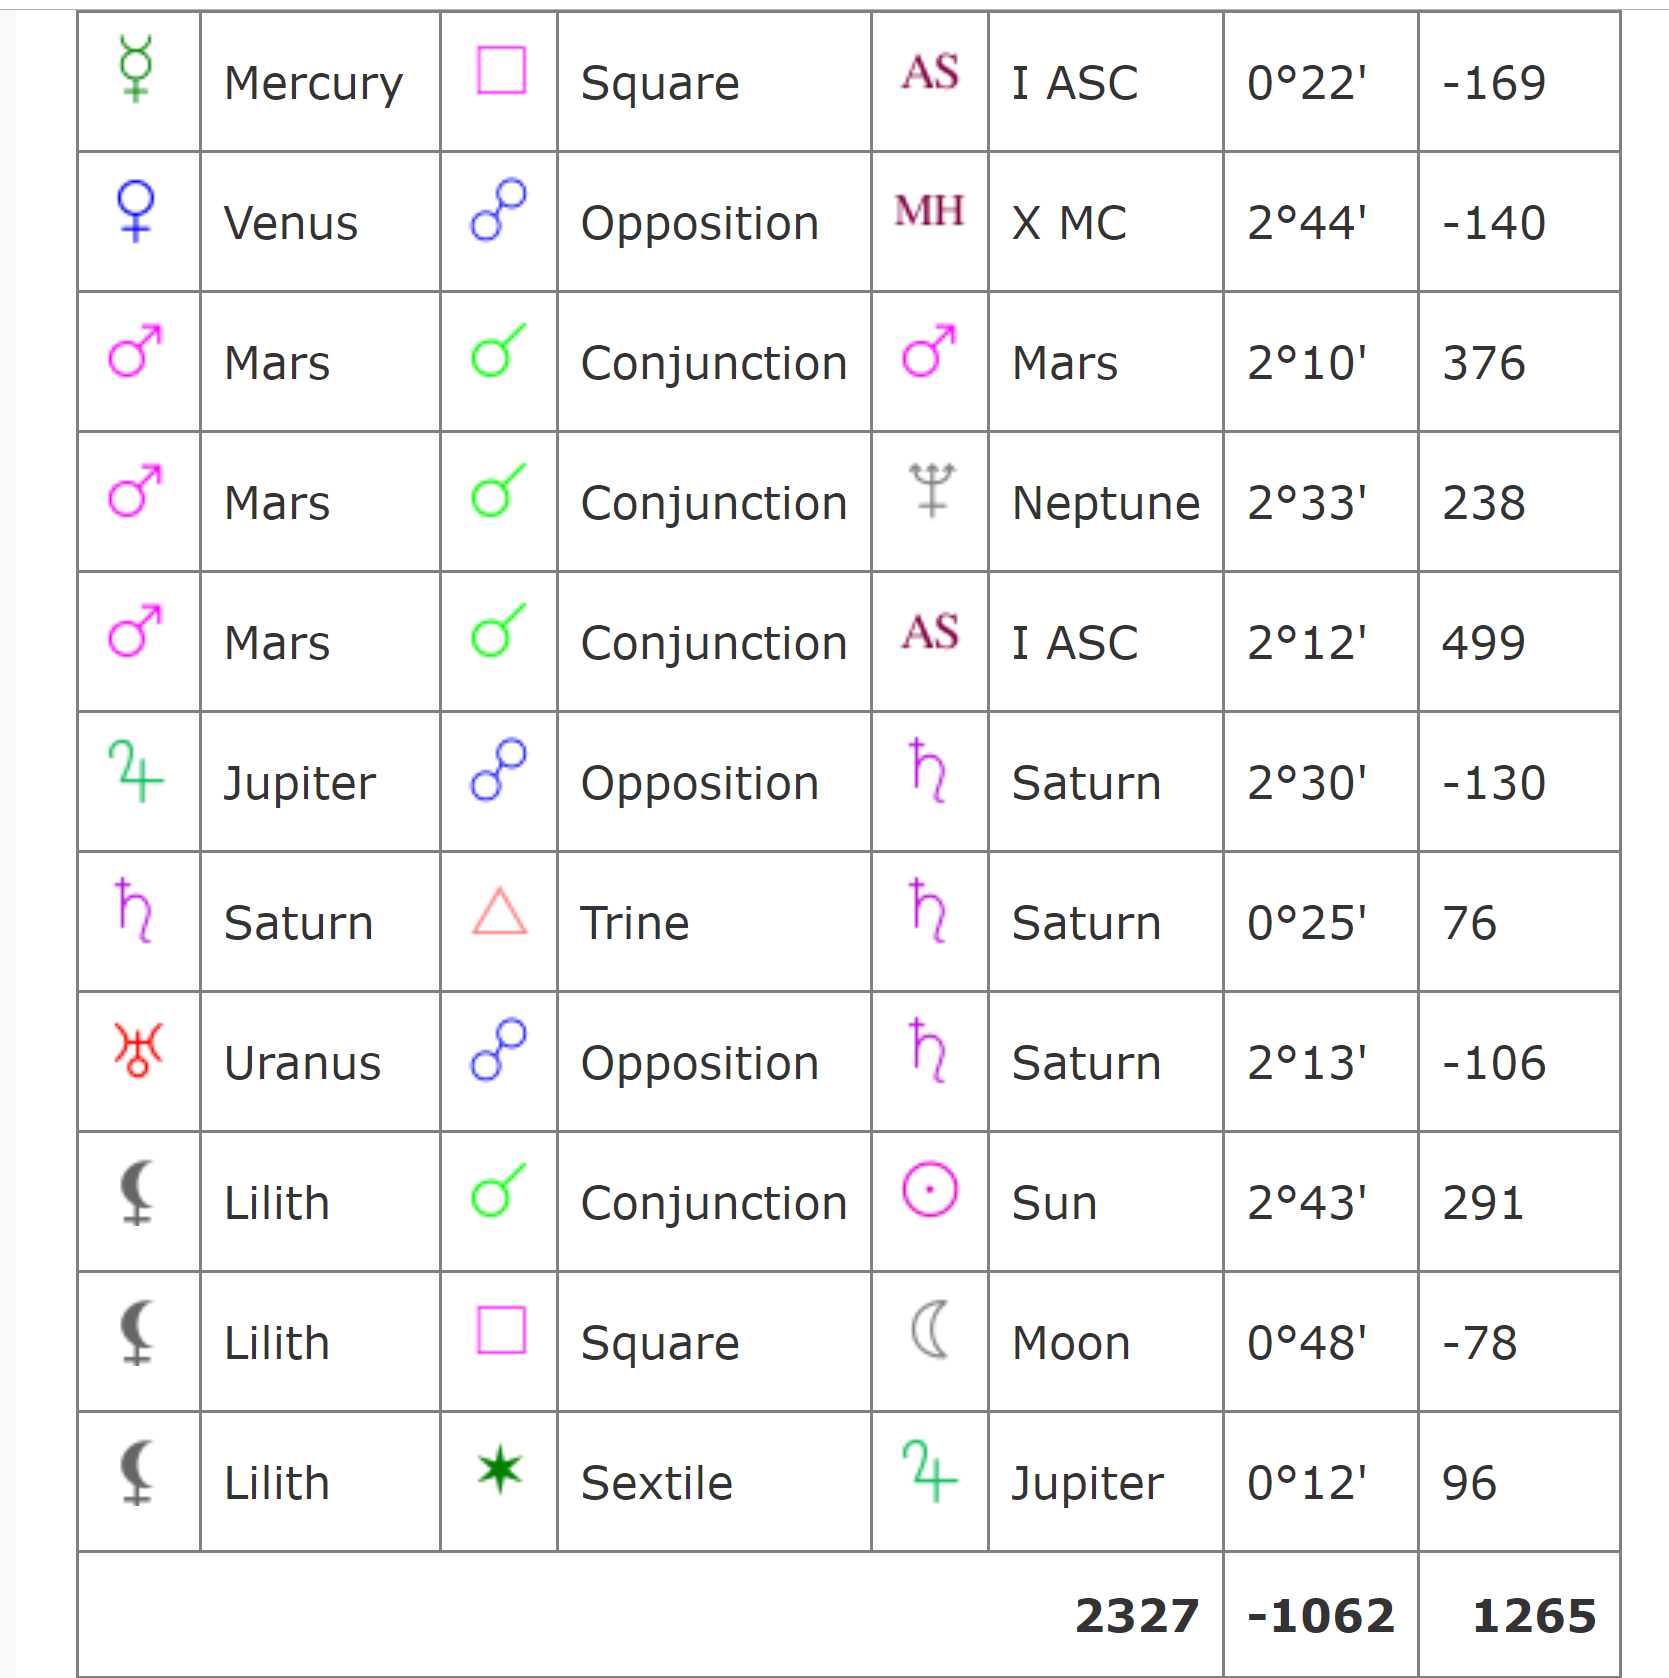 Mercury Square AS I ASC 0°22' -169
Venus Opposition MH X MC 2°44' -140
Mars Conjunction Mars 2°10' 376
Mars Conjunction Neptune 2°33' 238
Mars Conjunction AS I ASC 2°12' 499
Jupiter Opposition Saturn 2°30' -130
Saturn Trine Saturn 0°25' 76
Uranus Opposition Saturn 2°13' -106
Lilith Conjunction Sun 2°43' 291
Lilith Square Moon 0°48' -78
Lilith Sextile Jupiter 0°12' 96
2327 -1062 1265